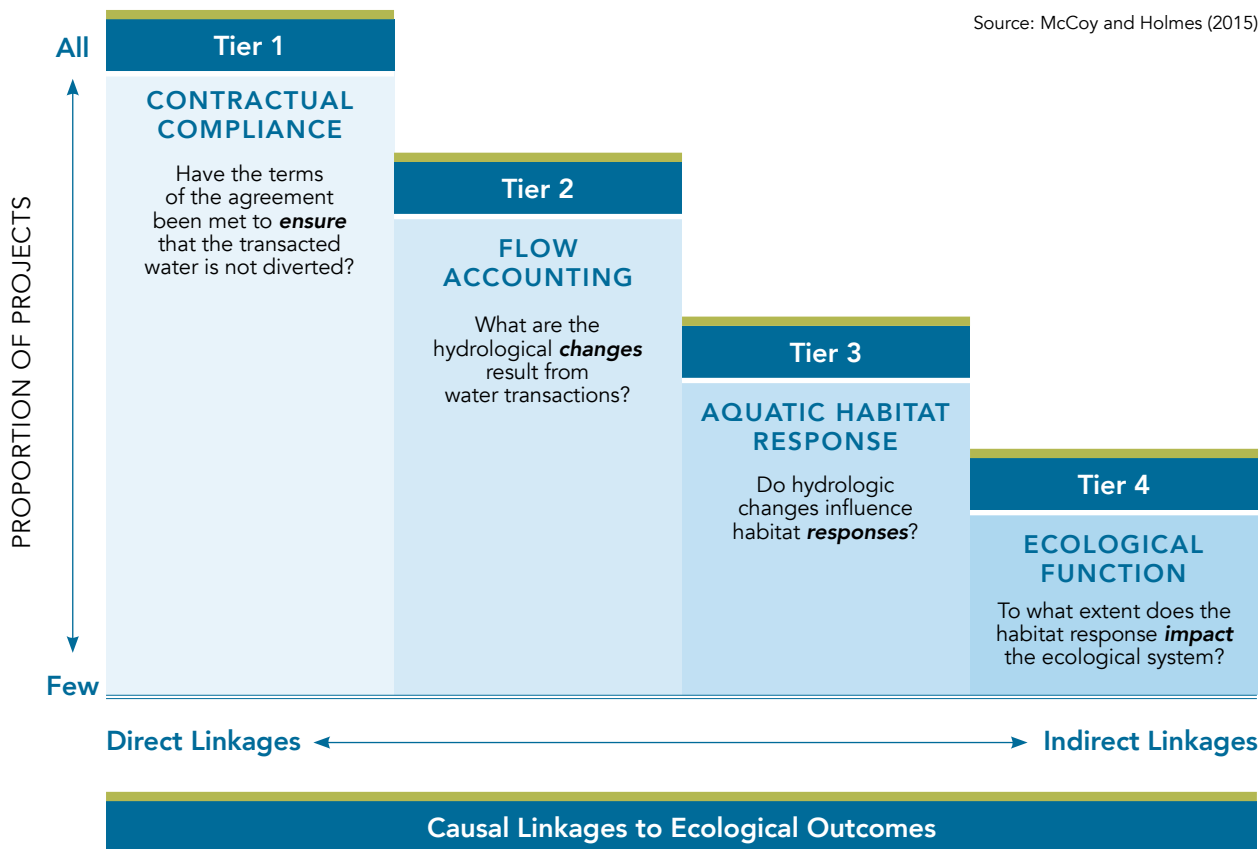 Source: McCoy and Holmes (2015)
All
Tier 1
CONTRACTUAL
COMPLIANCE
Have the terms
of the agreement
been met to ensure
that the transacted
water is not diverted?
Tier 2
FLOW
ACCOUNTING
What are the
hydrological changes
result from
water transactions?
Tier 3
AQUATIC HABITAT
RESPONSE
Do hydrologic
changes influence
habitat responses?
Tier 4
ECOLOGICAL
FUNCTION
To what extent does the
habitat response impact
the ecological system?
PROPORTION OF PROJECTS
Few
Direct Linkages
Indirect Linkages
Causal Linkages to Ecological Outcomes